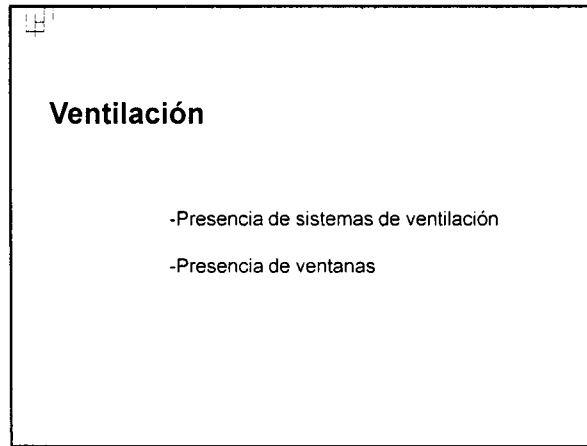 Ventilación
-Presencia de sistemas de ventilación
-Presencia de ventanas